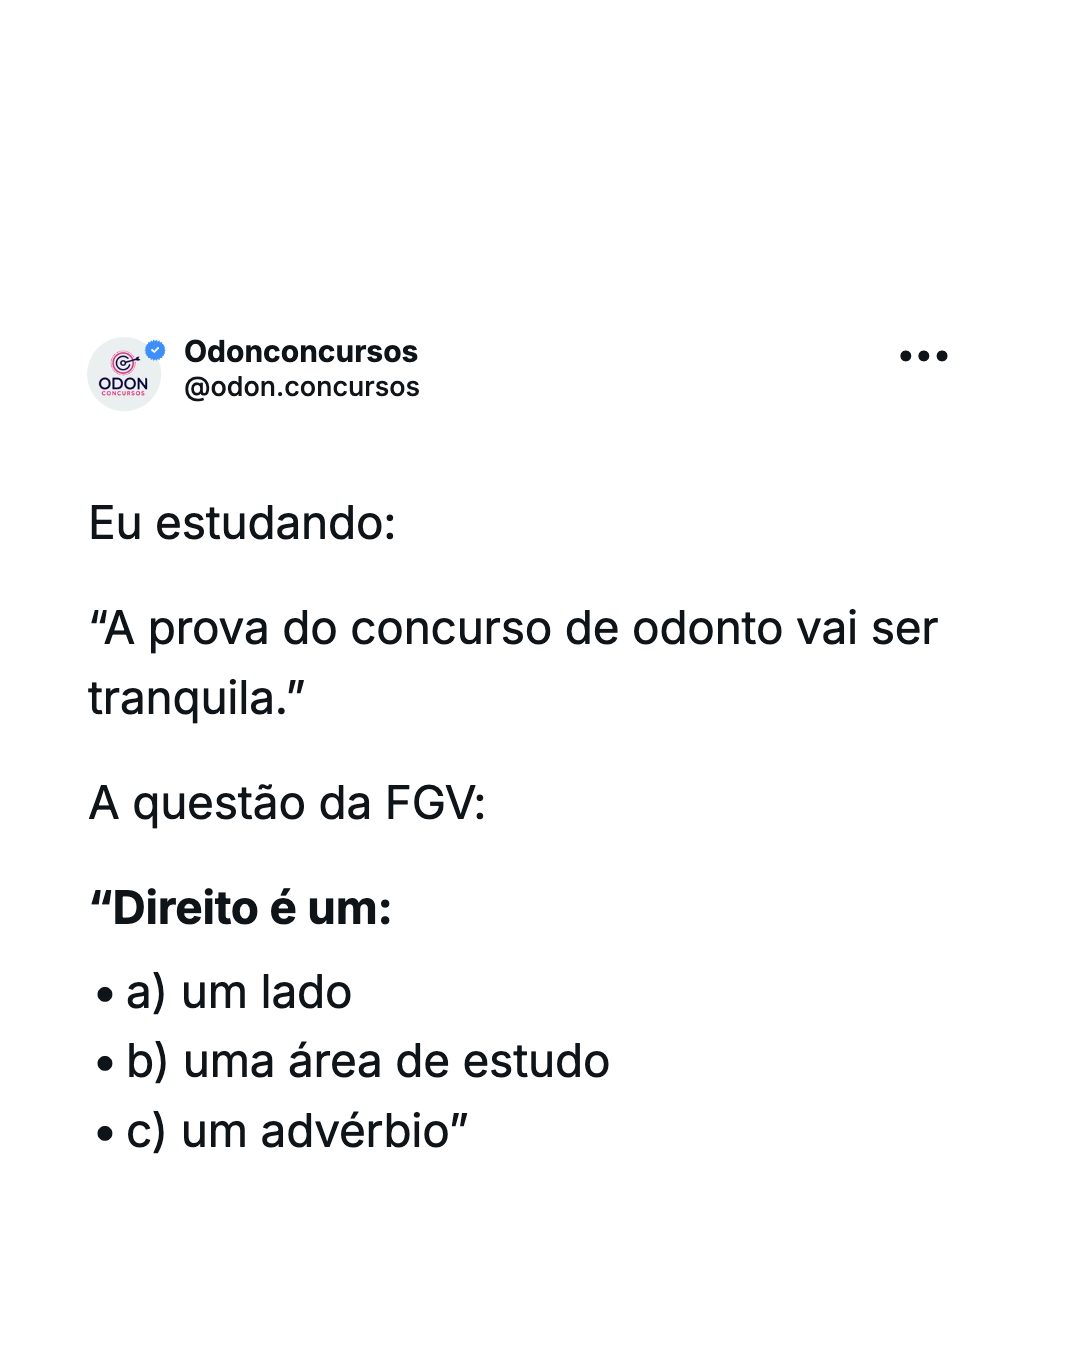 ODON
CONCURSOS
Odonconcursos
@odon.concursos
Eu estudando:
“A prova do concurso de odonto vai ser
tranquila.”
A questão da FGV:
“Direito é um:
• a) um lado
• b) uma área de estudo
• c) um advérbio”